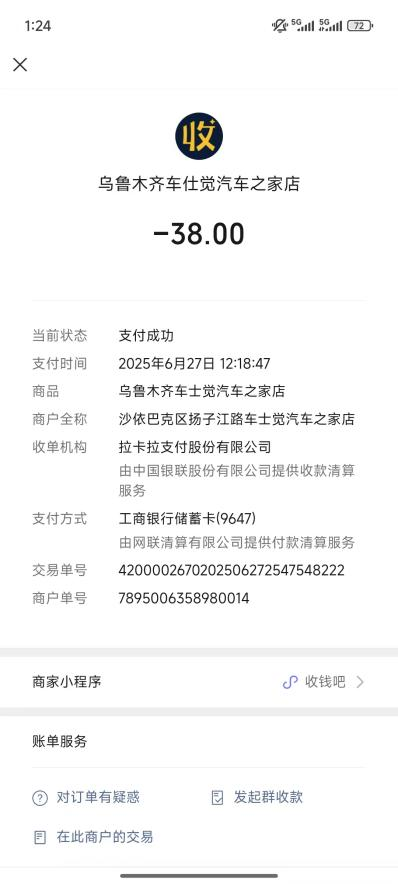 1:24 5G 5G 72
收
乌鲁木齐车仕觉汽车之家店
-38.00
当前状态 支付成功
支付时间 2025年6月27日 12:18:47
商品 乌鲁木齐车士觉汽车之家店
商户全称 沙依巴克区扬子江路车士觉汽车之家店
收单机构 拉卡拉支付股份有限公司
由中国银联股份有限公司提供收款清算
服务
支付方式 工商银行储蓄卡(9647)
由网联清算有限公司提供付款清算服务
交易单号 4200002670202506272547548222
商户单号 7895006358980014
商家小程序 收钱吧
账单服务
对订单有疑惑 发起群收款
在此商户的交易